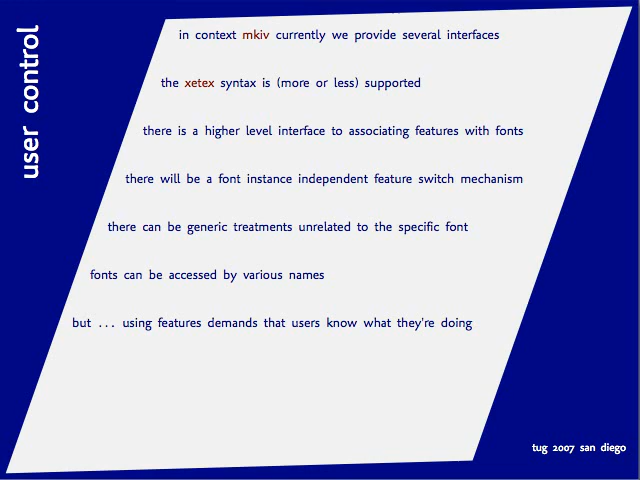 user control
in context mkiv currently we provide several interfaces
the xetex syntax is (more or less) supported
there is a higher level interface to associating features with fonts
there will be a font instance independent feature switch mechanism
there can be generic treatments unrelated to the specific font
fonts can be accessed by various names
but ... using features demands that users know what they're doing
tug 2007 san diego